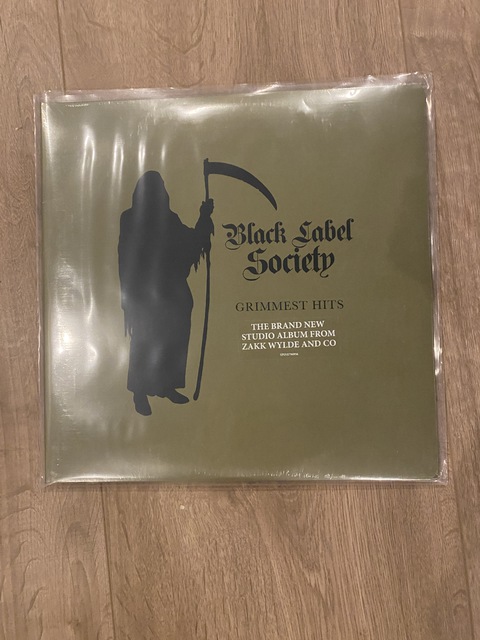 Black Label
Society
GRIMMEST HITS
THE BRAND NEW
STUDIO ALBUM FROM
ZAKK WYLDE AND CO